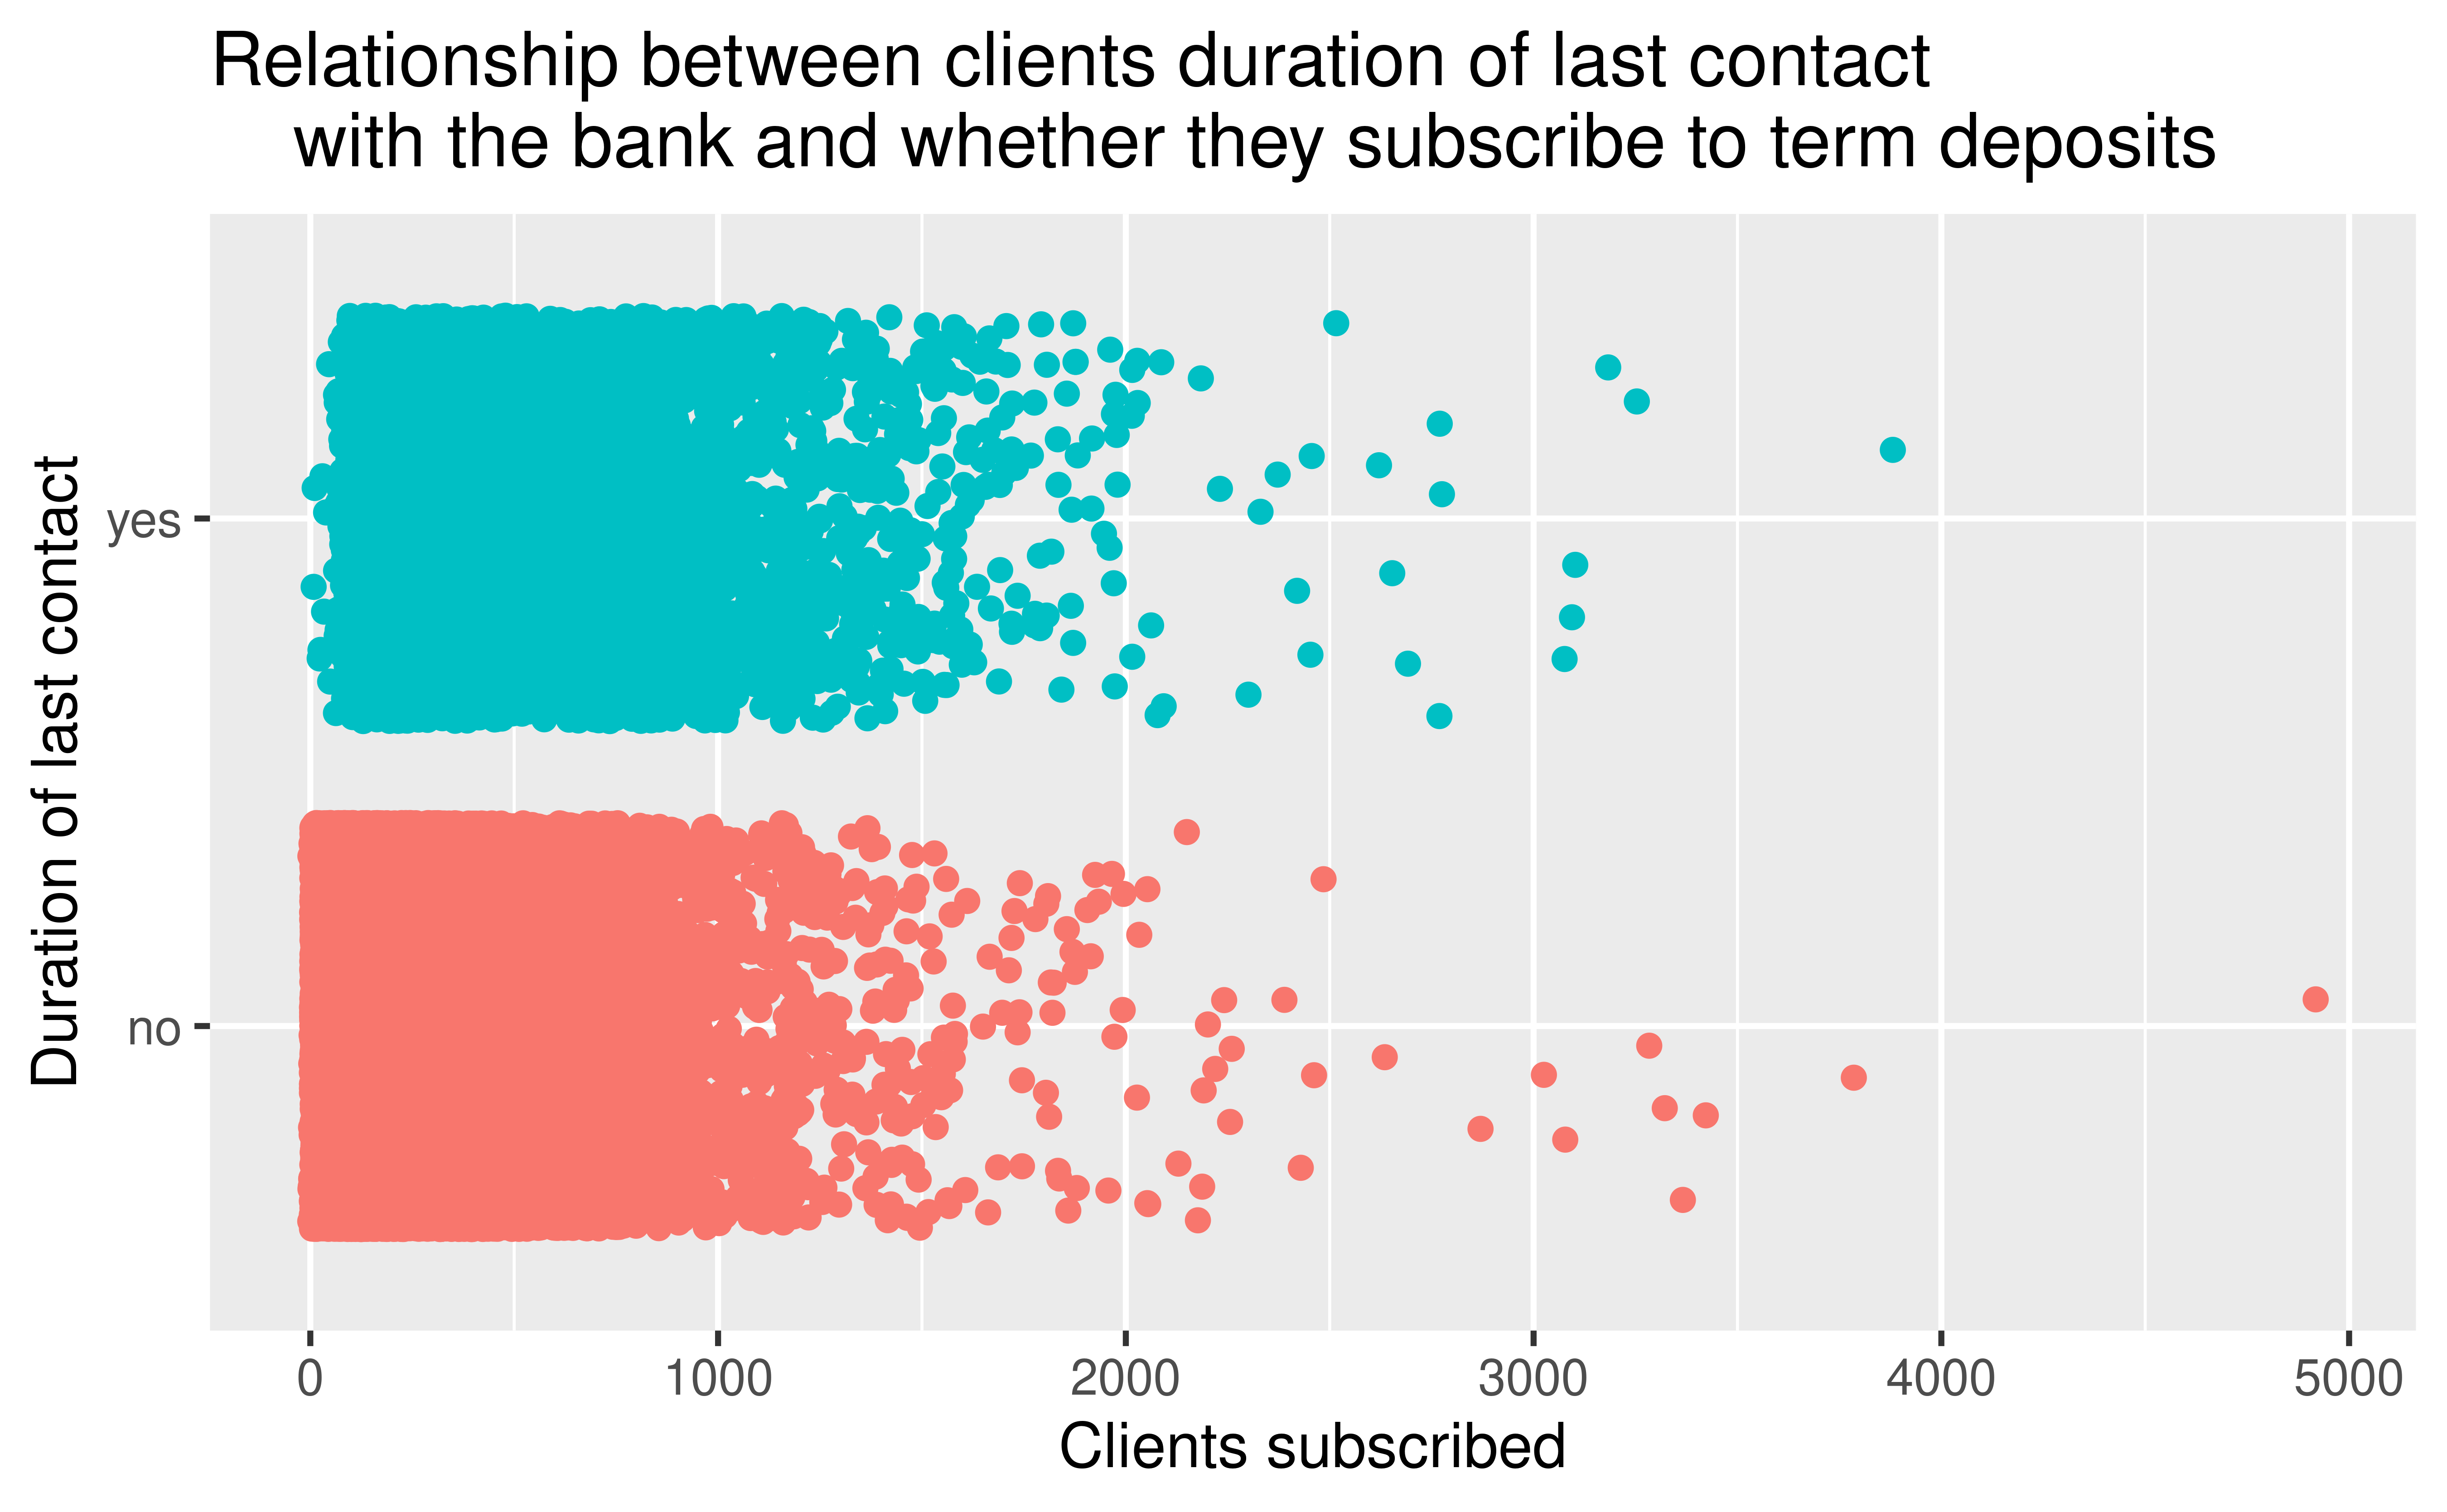 Relationship between clients duration of last contact
with the bank and whether they subscribe to term deposits
Duration of last contact
yes
no
0 1000 2000 3000 4000 5000
Clients subscribed